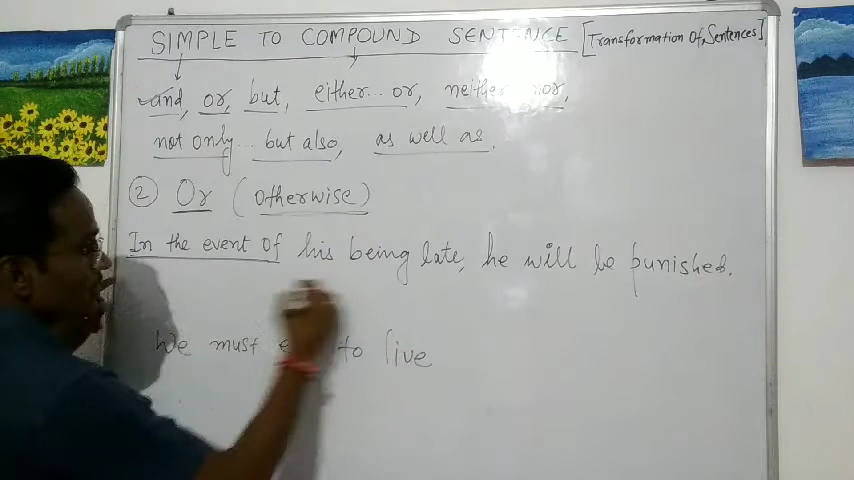 SIMPLE TO COMPOUND SENTENCE [Transformation Of Sentences]
and, or, but, either... or, neither nor,
not only... but also, as well as.
② Or (otherwise)
In the event of his being late, he will be punished.
We must to live